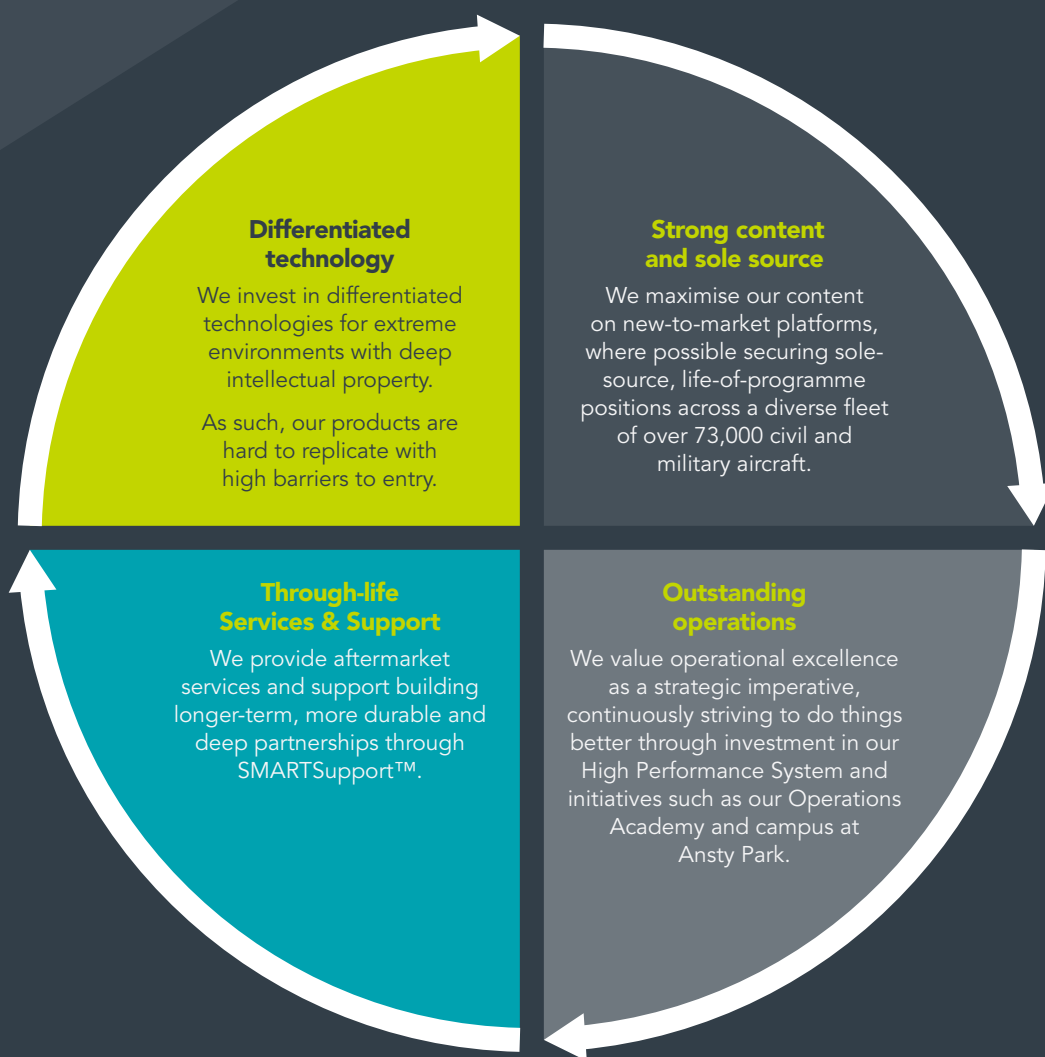 Differentiated
technology
We invest in differentiated
technologies for extreme
environments with deep
intellectual property.
As such, our products are
hard to replicate with
high barriers to entry.
Strong content
and sole source
We maximise our content
on new-to-market platforms,
where possible securing sole-
source, life-of-programme
positions across a diverse fleet
of over 73,000 civil and
military aircraft.
Through-life
Services & Support
We provide aftermarket
services and support building
longer-term, more durable and
deep partnerships through
SMARTSupport™.
Outstanding
operations
We value operational excellence
as a strategic imperative,
continuously striving to do things
better through investment in our
High Performance System and
initiatives such as our Operations
Academy and campus at
Ansty Park.